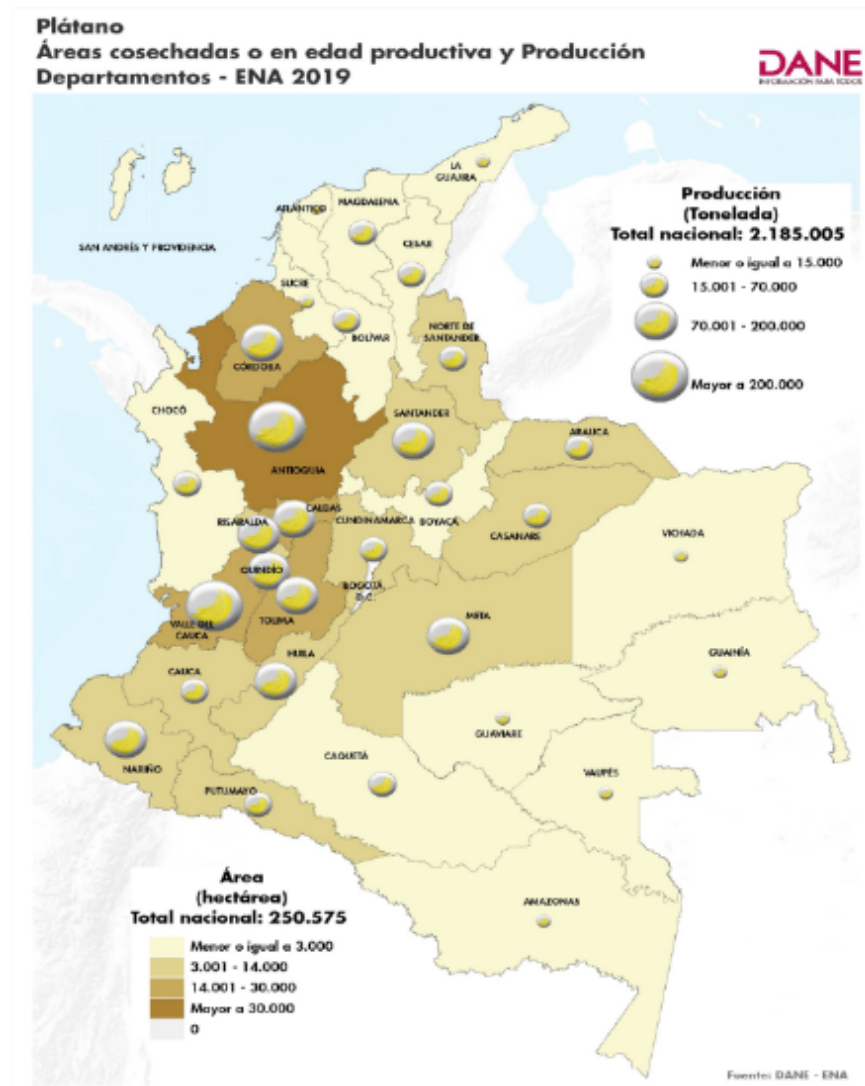 Plátano
Áreas cosechadas o en edad productiva y Producción
Departamentos - ENA 2019
DANE
INFORMACIÓN PARA TODOS
SAN ANDRÉS Y PROVIDENCIA
LA
GUAJIRA
ATLÁNTICO
MAGDALENA
CESAR
SUCRE
BOLÍVAR
NORTE DE
SANTANDER
CÓRDOBA
CHOCÓ
ANTIOQUIA
SANTANDER
ARAUCA
RISARALDA
CALDAS
CUNDINAMARCA
BOYACÁ
CASANARE
VICHADA
QUINDÍO
BOGOTÁ,
D.C.
VALLE DEL
CAUCA
TOLIMA
META
GUAINÍA
CAUCA
HUILA
GUAVIARE
NARIÑO
CAQUETÁ
VAUPÉS
PUTUMAYO
AMAZONAS
Producción
(Tonelada)
Total nacional: 2.185.005
Menor o igual a 15.000
15.001 - 70.000
70.001 - 200.000
Mayor a 200.000
Área
(hectárea)
Total nacional: 250.575
Menor o igual a 3.000
3.001 - 14.000
14.001 - 30.000
Mayor a 30.000
0
Fuente: DANE - ENA